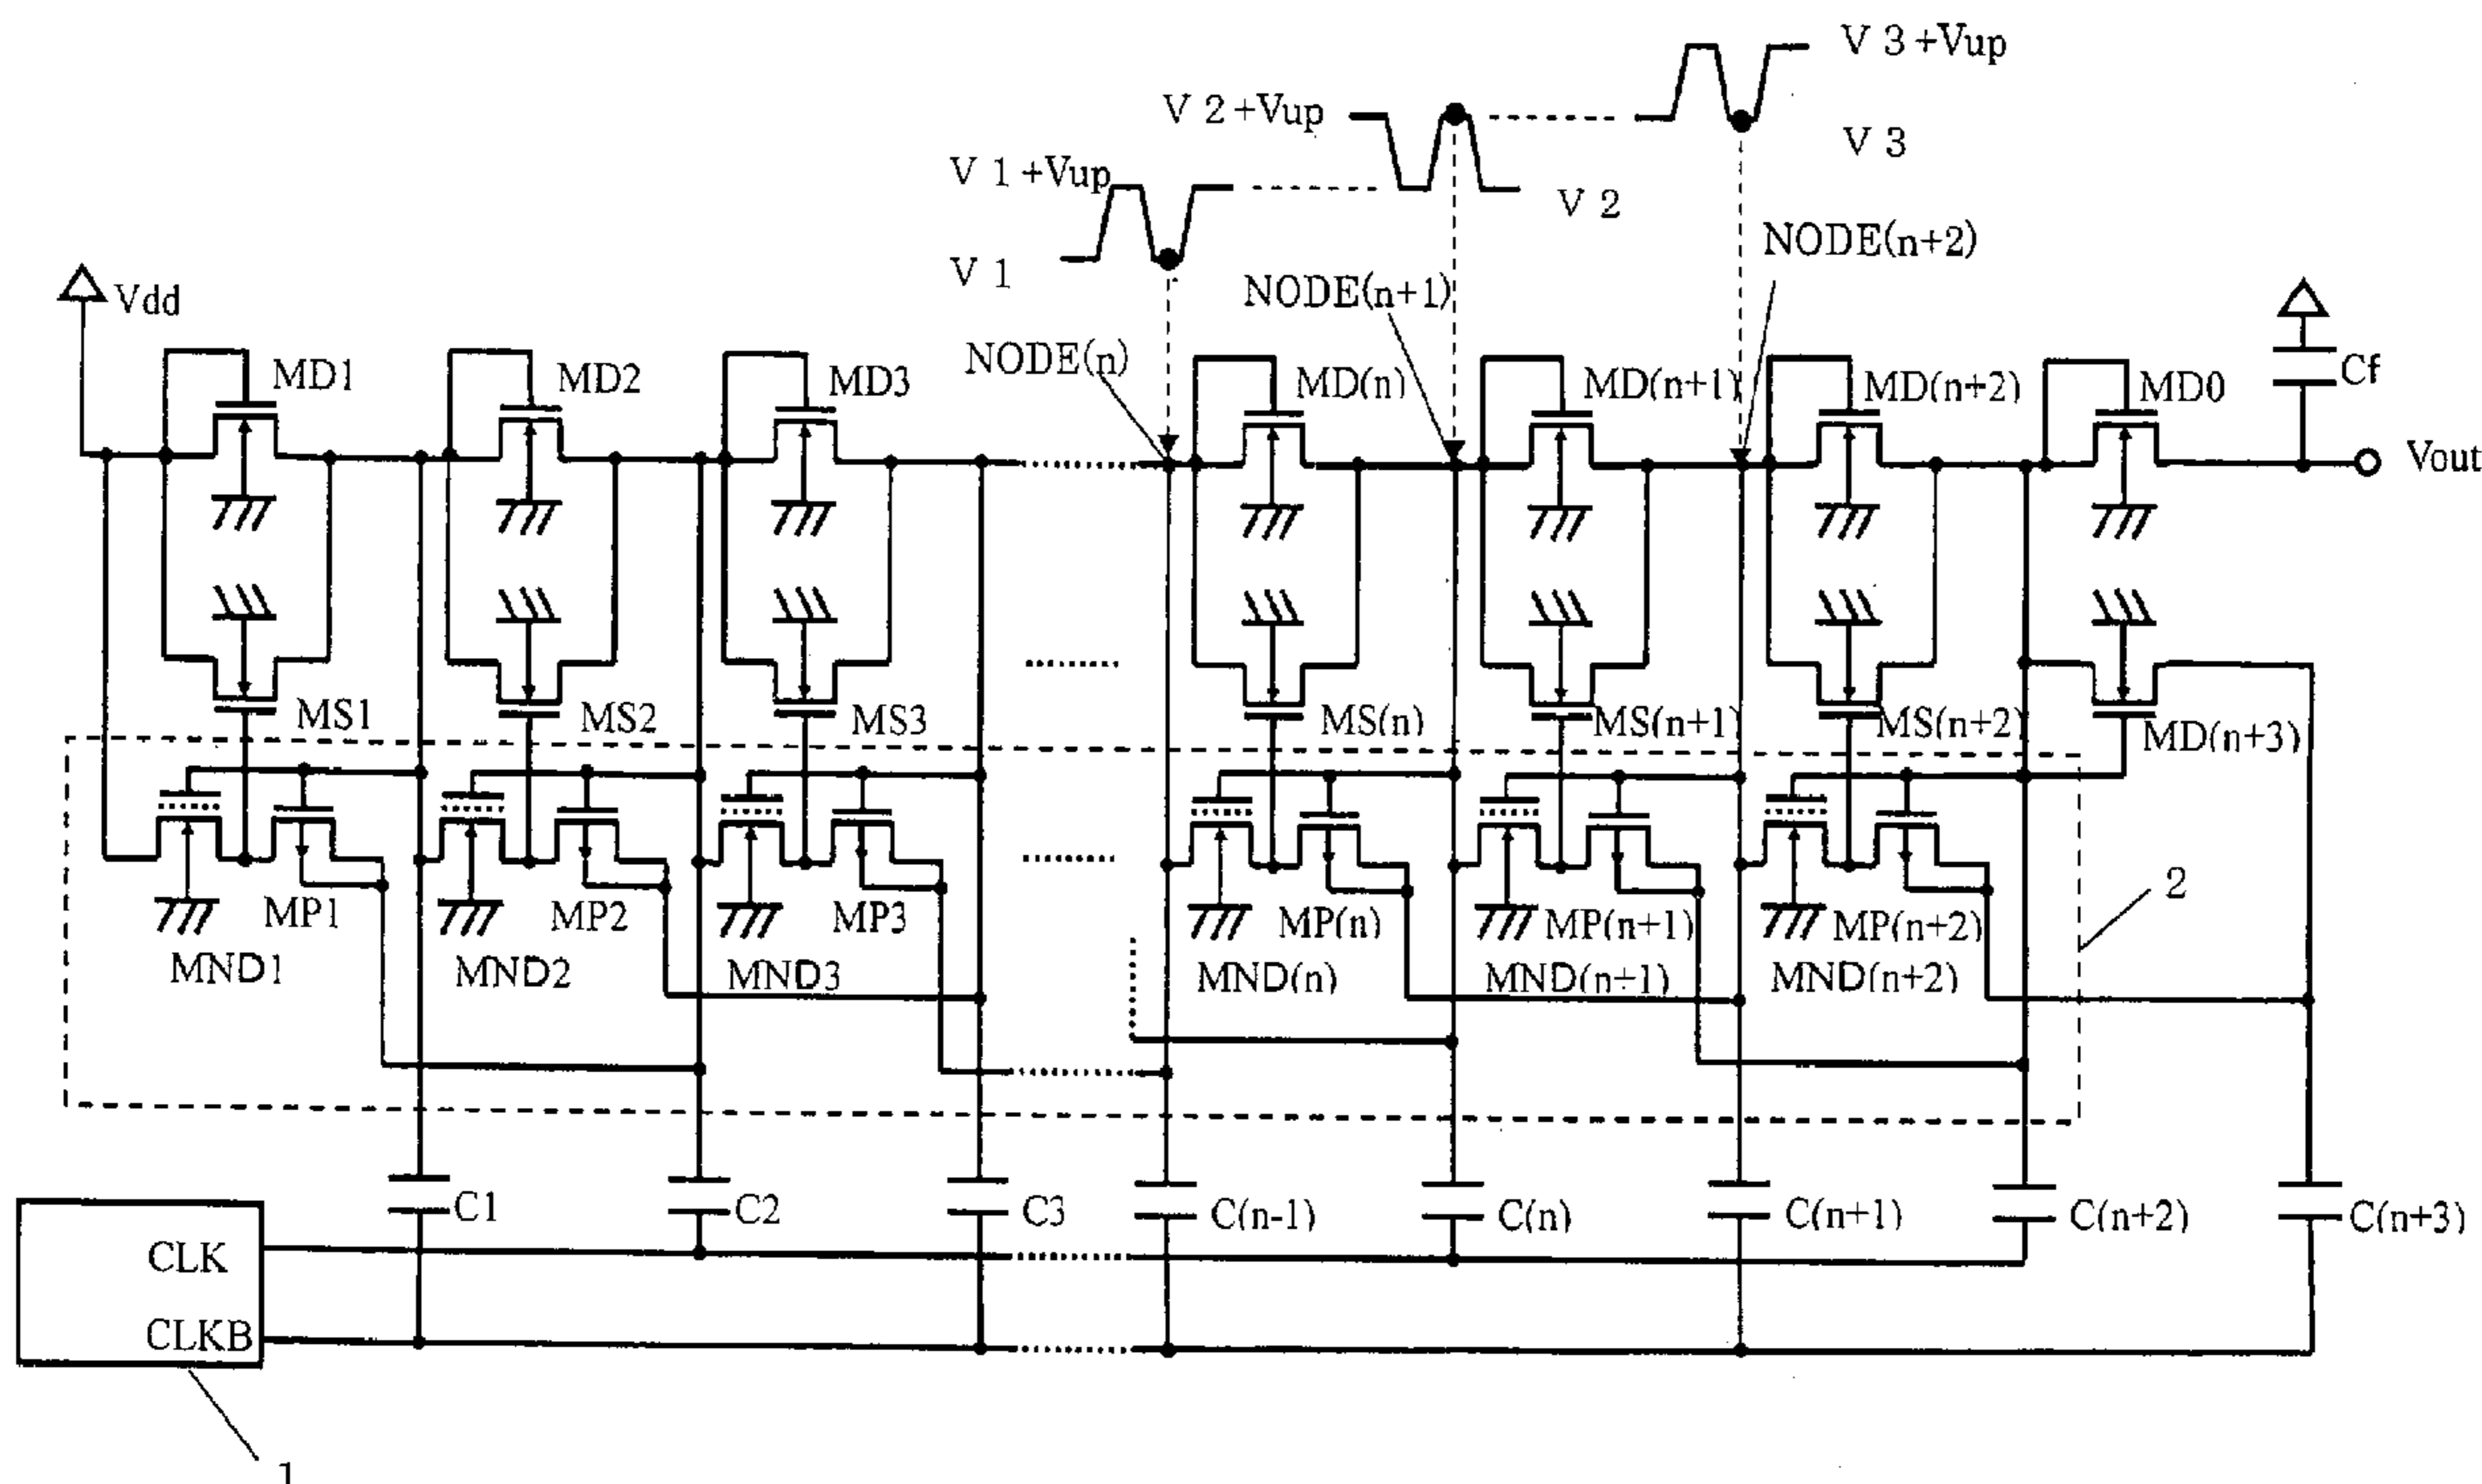 V 3 +Vup
V 2 +Vup
V 3
V 1 +Vup
V 2
V 1
NODE(n+2)
NODE(n+1)
NODE(n)
Vdd
MD1
MD2
MD3
MD(n)
MD(n+1)
MD(n+2)
MD0
Cf
Vout
MS1
MS2
MS3
MS(n)
MS(n+1)
MS(n+2)
MD(n+3)
MP1
MP2
MP3
MP(n)
MP(n+1)
MP(n+2)
2
MND1
MND2
MND3
MND(n)
MND(n+1)
MND(n+2)
C1
C2
C3
C(n-1)
C(n)
C(n+1)
C(n+2)
C(n+3)
CLK
CLKB
1